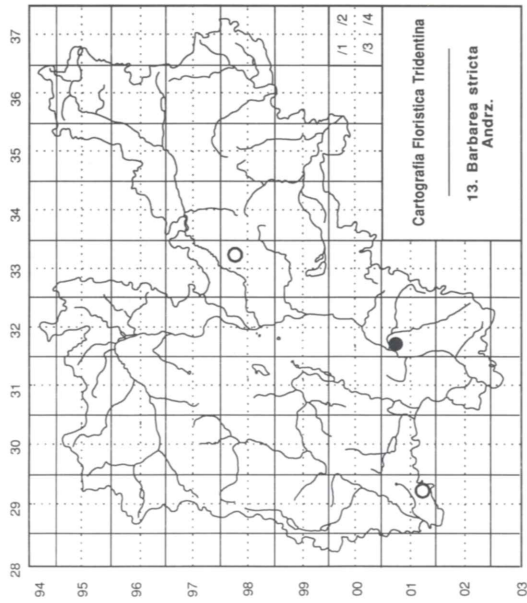 Cartografia Floristica Tridentina
13. Barbarea stricta
Andrz.
/1 /2
/3 /4
94 95 96 97 98 99 00 01 02 03
28 29 30 31 32 33 34 35 36 37